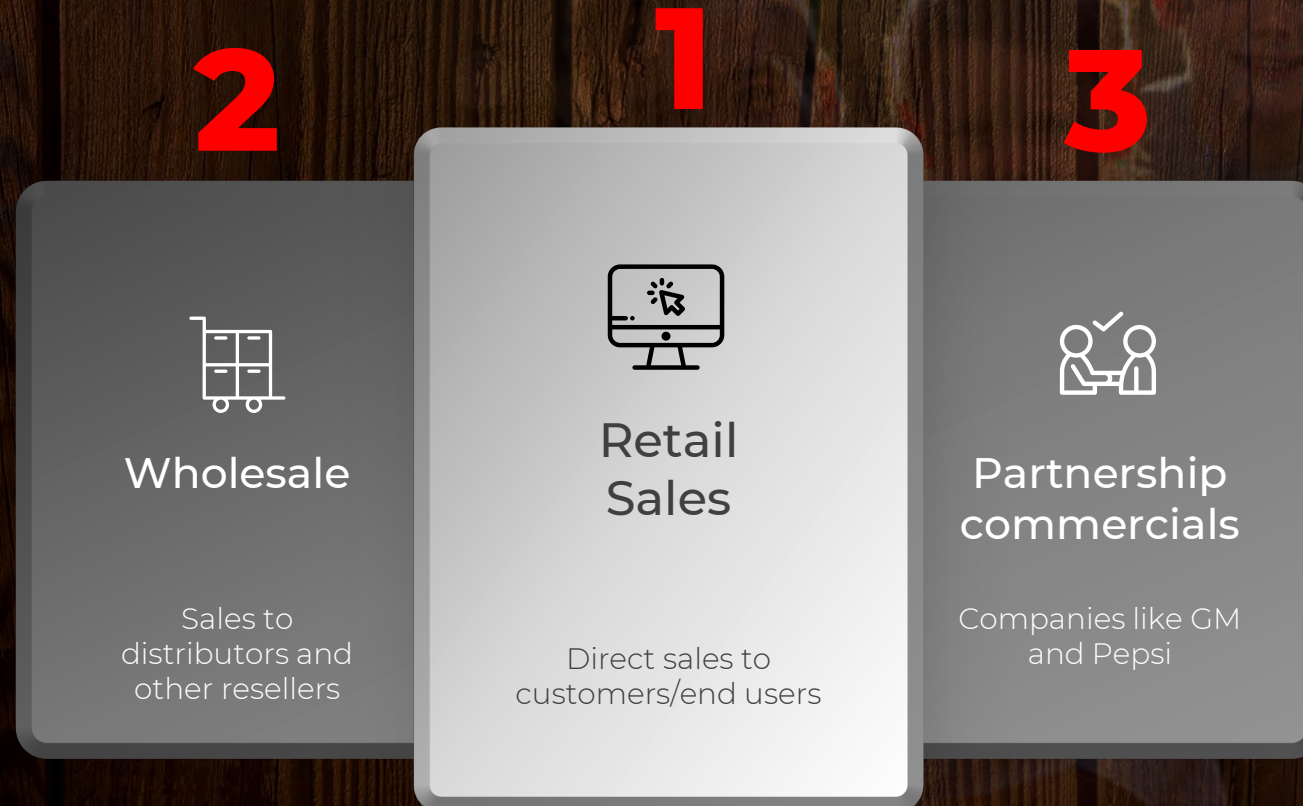 2
Wholesale
Sales to
distributors and
other resellers
1
Retail
Sales
Direct sales to
customers/end users
3
Partnership
commercials
Companies like GM
and Pepsi